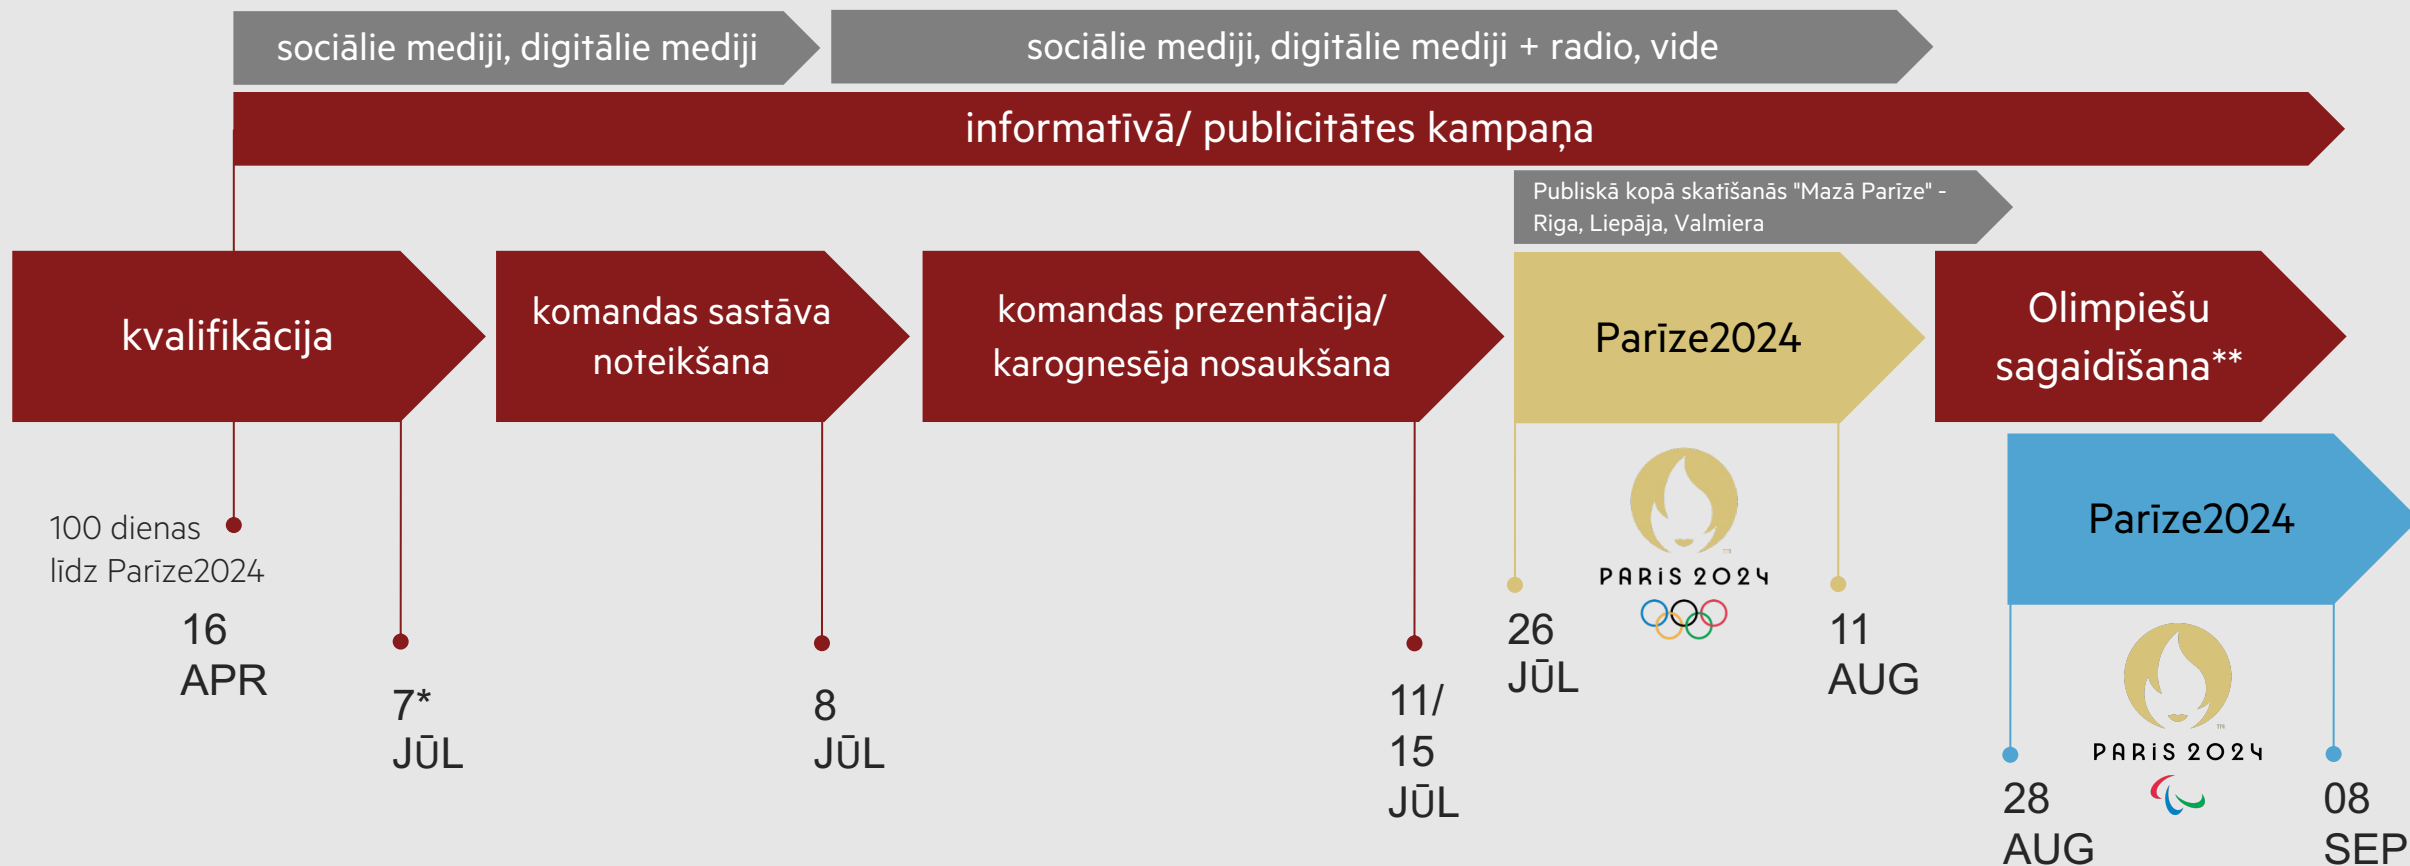 sociālie mediji, digitālie mediji
sociālie mediji, digitālie mediji + radio, vide
informatīvā/ publicitātes kampaņa
Publiskā kopā skatīšanās "Mazā Parīze" -
Riga, Liepāja, Valmiera
kvalifikācija
komandas sastāva
noteikšana
komandas prezentācija/
karognesēja nosaukšana
Parīze2024
Olimpiešu
sagaidīšana**
Parīze2024
100 dienas
līdz Parīze2024
16
APR
7*
JŪL
8
JŪL
11/
15
JŪL
26
JŪL
PARiS 2024
11
AUG
28
AUG
PARiS 2024
08
SEP